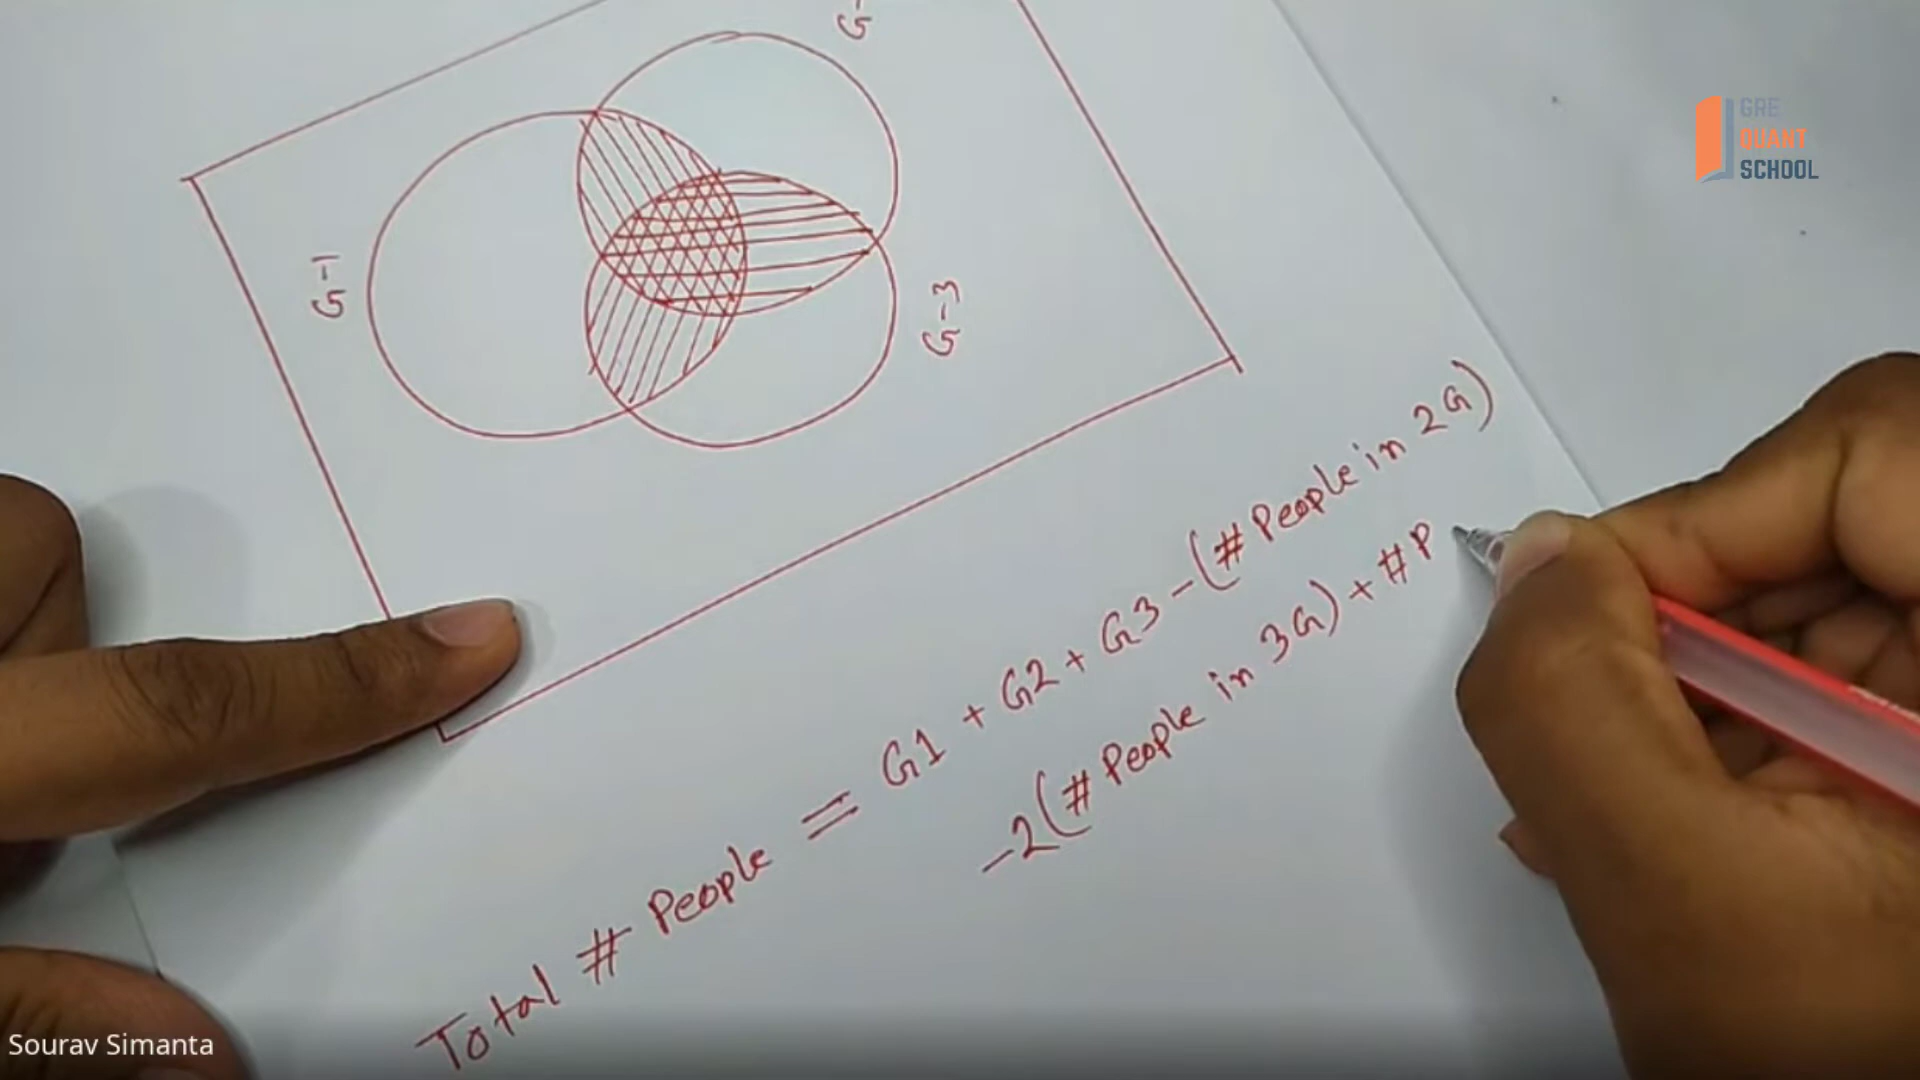 G-
G-1
G-3
GRE
QUANT
SCHOOL
Total # People = G1 + G2 + G3 - (# People in 2G)
-2(# People in 3G) + # P
Sourav Simanta